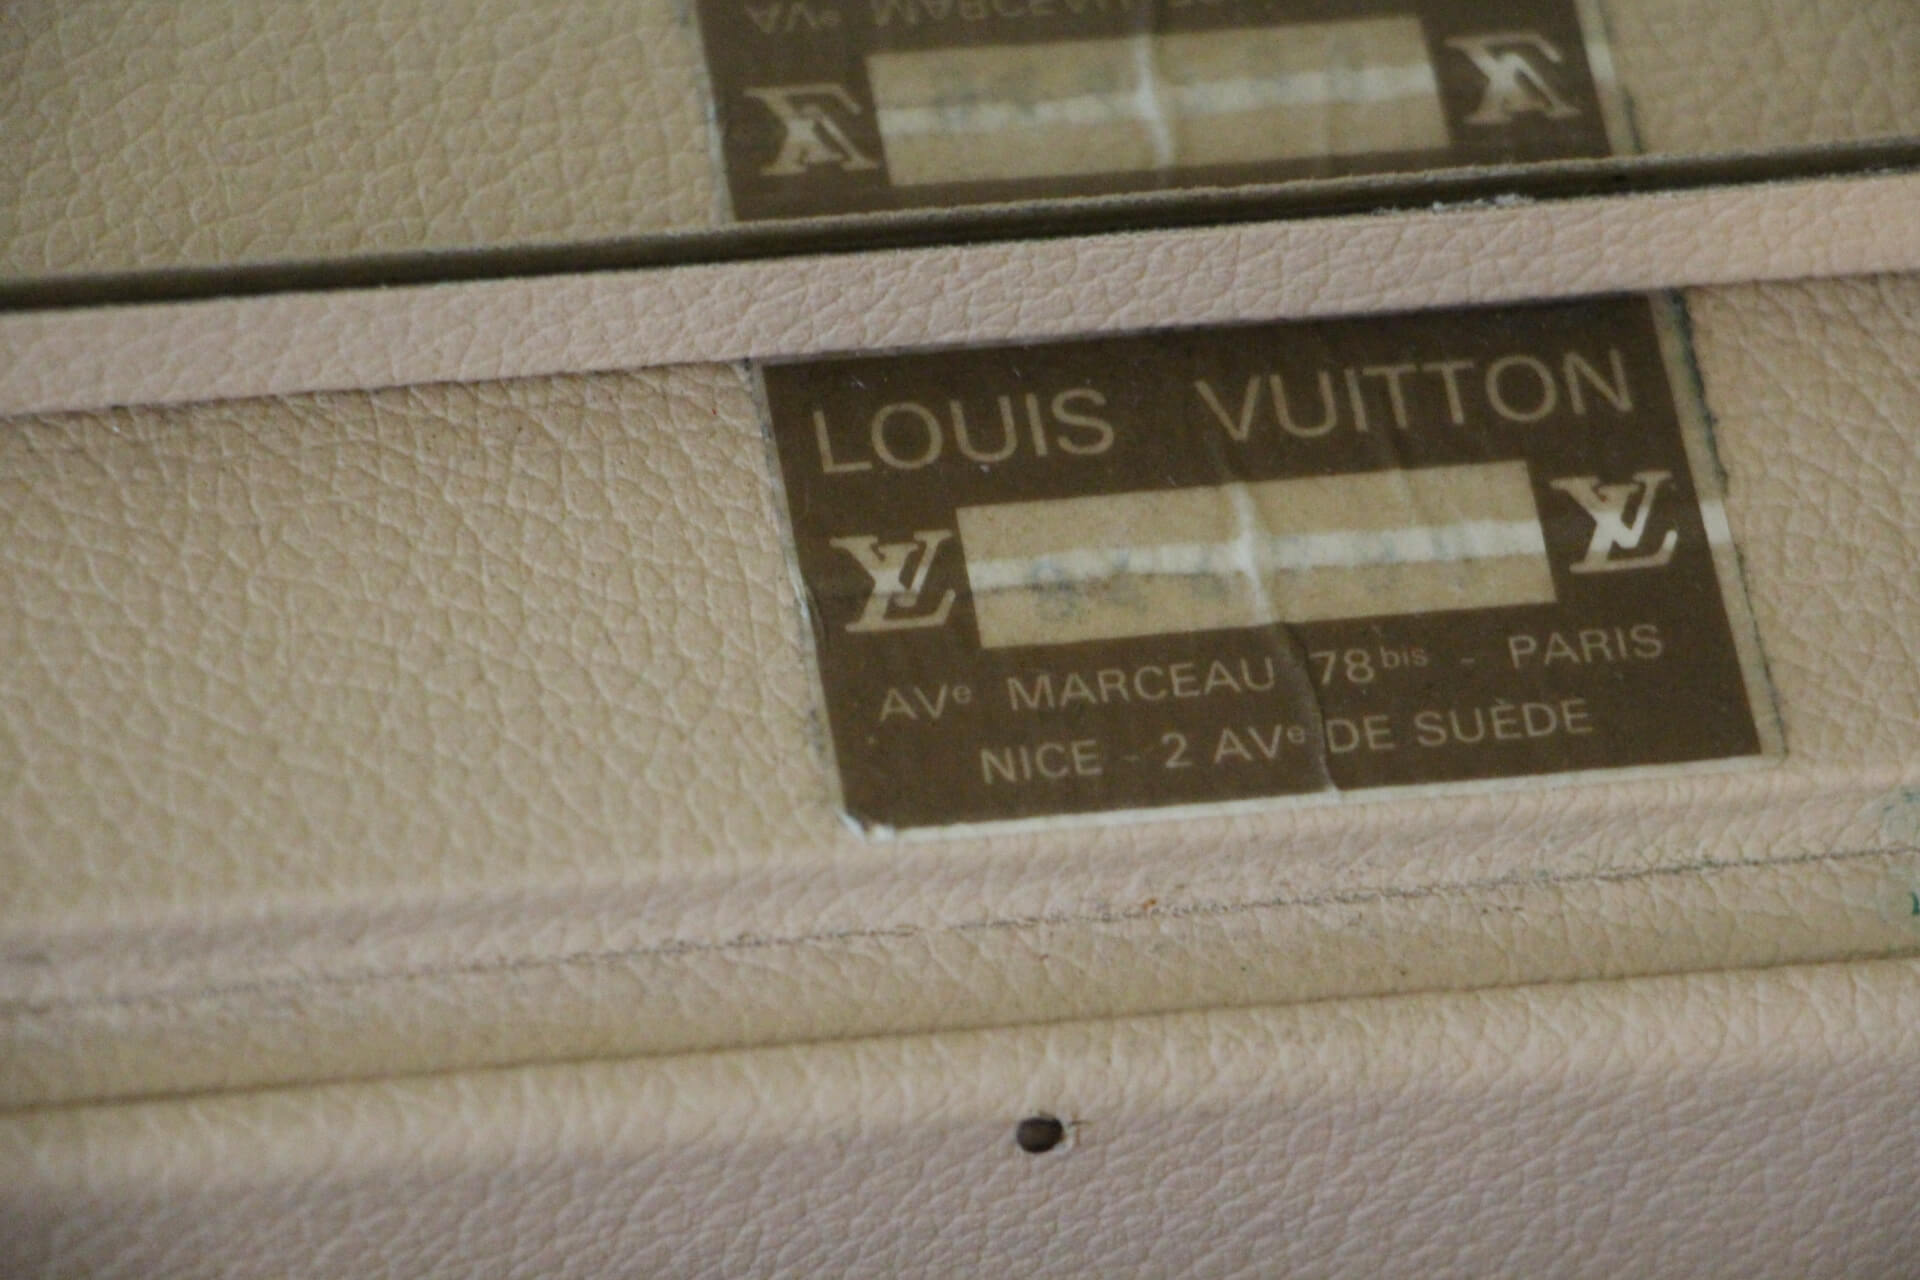 LOUIS VUITTON
LV LV
AVe MARCEAU 78bis - PARIS
NICE - 2 AVe DE SUÈDE